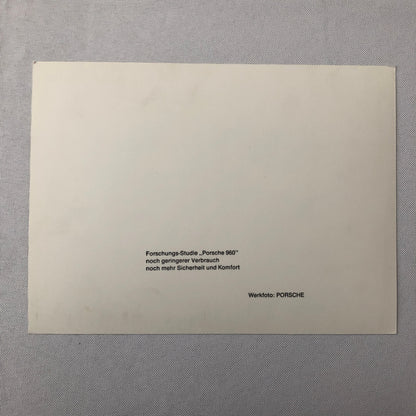 Forschungs-Studie „Porsche 960"
noch geringerer Verbrauch
noch mehr Sicherheit und Komfort
Werkfoto: PORSCHE